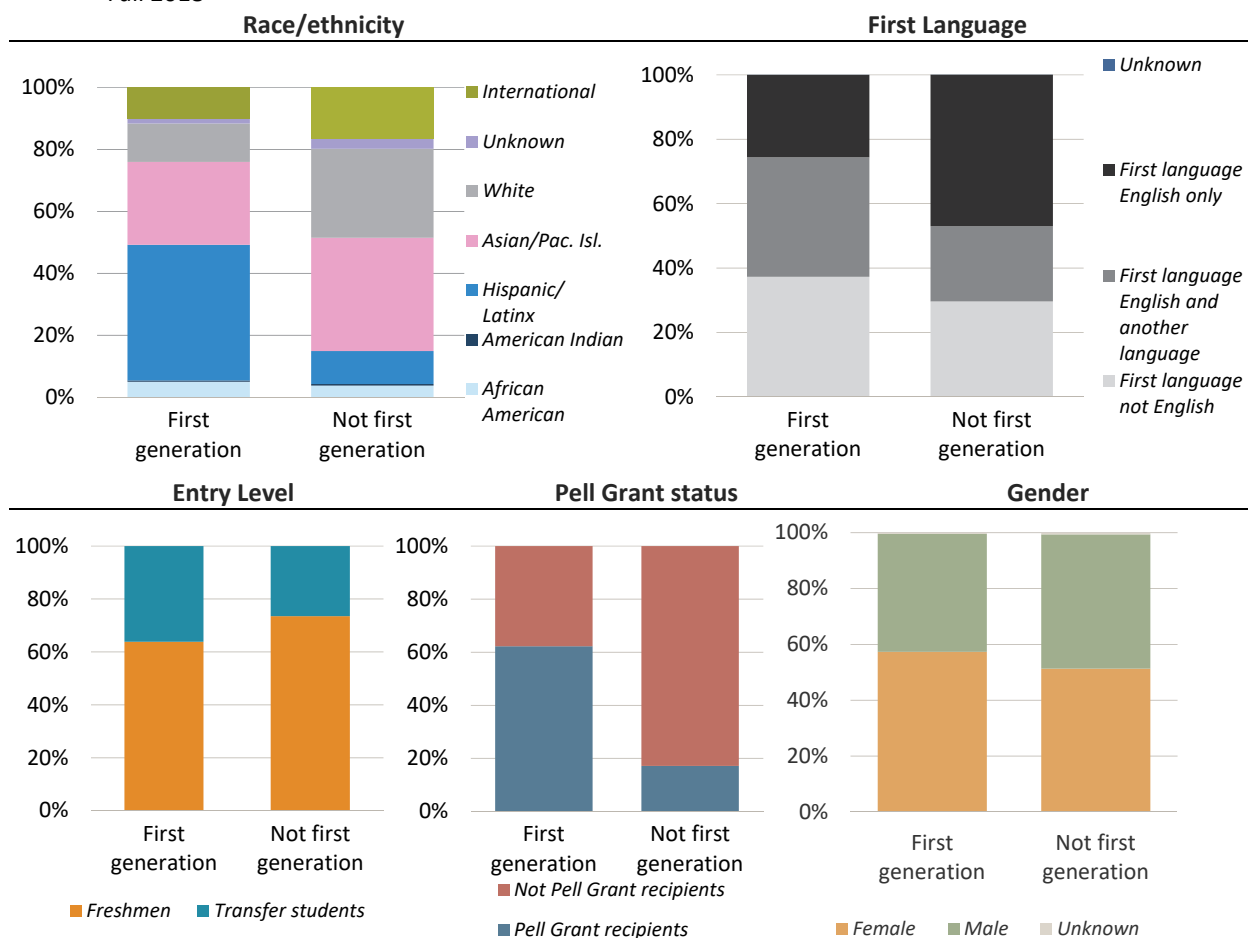 Fall
Race/ethnicity
100%
80%
60%
40%
20%
0%
First
generation
Not first
generation
International
Unknown
White
Asian/Pac. Isl.
Hispanic/
Latinx
American Indian
African
American
First Language
100%
80%
60%
40%
20%
0%
First
generation
Not first
generation
Unknown
First language
English only
First language
English and
another
language
First language
not English
Entry Level
100%
80%
60%
40%
20%
0%
First
generation
Not first
generation
Freshmen
Transfer students
Pell Grant status
100%
80%
60%
40%
20%
0%
First
generation
Not first
generation
Not Pell Grant recipients
Pell Grant recipients
Gender
100%
80%
60%
40%
20%
0%
First
generation
Not first
generation
Female
Male
Unknown